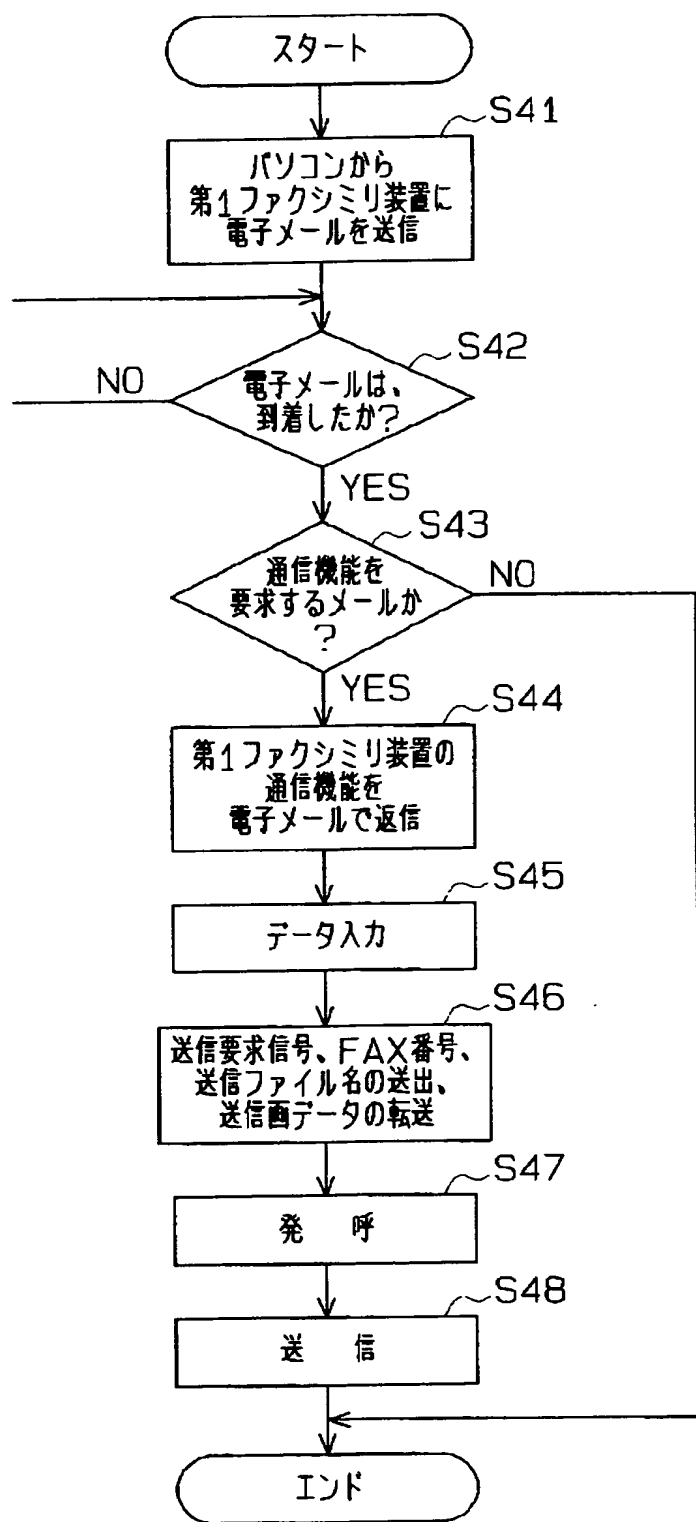 スタート
S41
パソコンから
第1ファクシミリ装置に
電子メールを送信
S42
NO
電子メールは、
到着したか?
YES
S43
通信機能を
要求するメールか
?
NO
YES
S44
第1ファクシミリ装置の
通信機能を
電子メールで返信
S45
データ入力
S46
送信要求信号、FAX番号、
送信ファイル名の送出、
送信画データの転送
S47
発 呼
S48
送 信
エンド